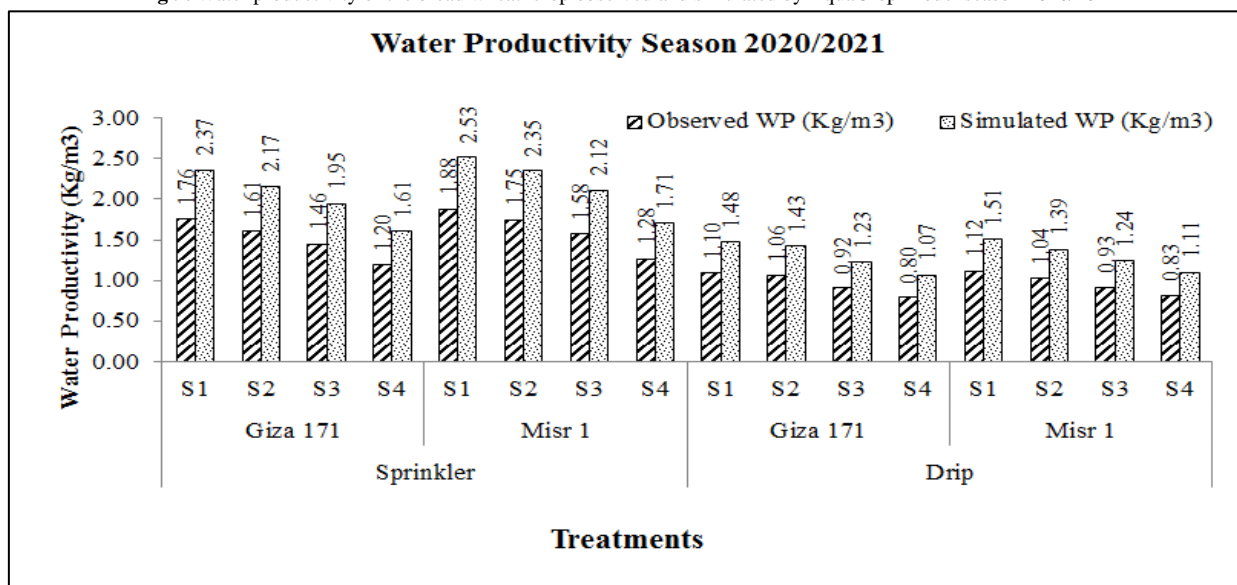 Water Productivity Season 2020/2021
Observed WP (Kg/m3) Simulated WP (Kg/m3)
Water Productivity (Kg/m3)
3.00
2.50
2.00
1.50
1.00
0.50
0.00
1.76 2.37 1.61 2.17 1.46 1.95 1.20 1.61 1.88 2.53 1.75 2.35 1.58 2.12 1.28 1.71 1.10 1.48 1.06 1.43 0.92 1.23 0.80 1.07 1.12 1.51 1.04 1.39 0.93 1.24 0.83 1.11
S1 S2 S3 S4 S1 S2 S3 S4 S1 S2 S3 S4 S1 S2 S3 S4
Giza 171 Misr 1 Giza 171 Misr 1
Sprinkler Drip
Treatments